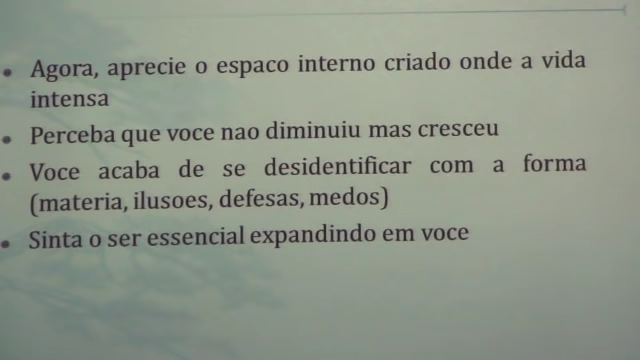 • Agora, aprecie o espaco interno criado onde a vida
intensa
• Perceba que voce nao diminuiu mas cresceu
• Voce acaba de se desidentificar com a forma
(materia, ilusoes, defesas, medos)
• Sinta o ser essencial expandindo em voce